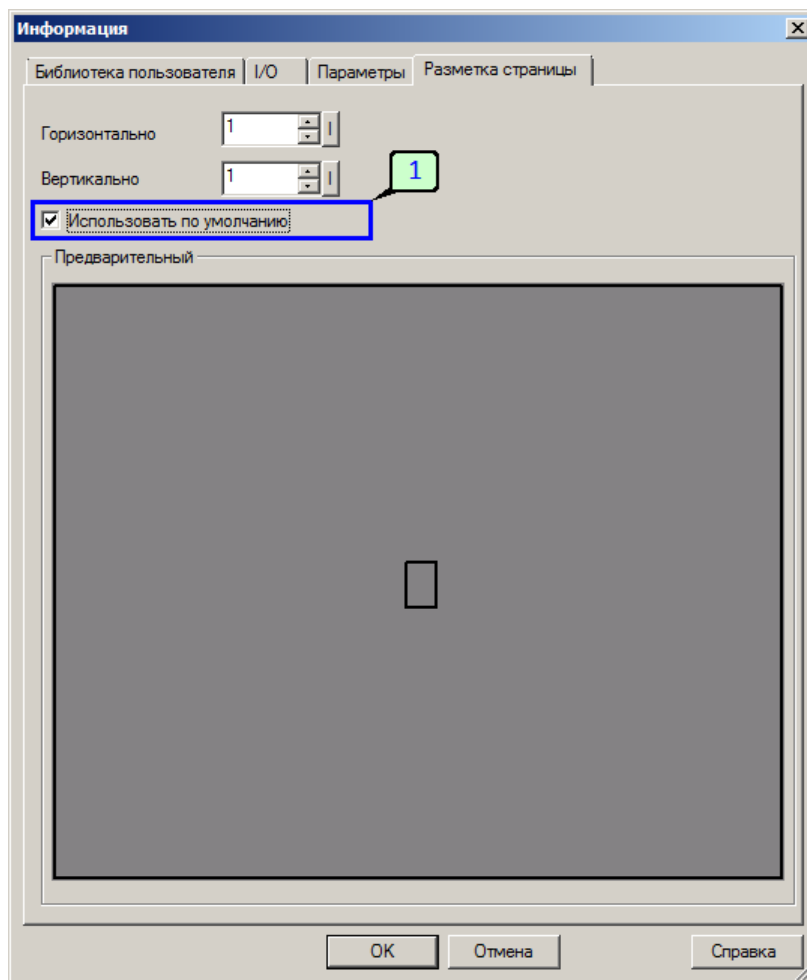 Информация
Библиотека пользователя I/O Параметры Разметка страницы
Горизонтально 1
Вертикально 1
1
Использовать по умолчанию
Предварительный
OK Отмена Справка